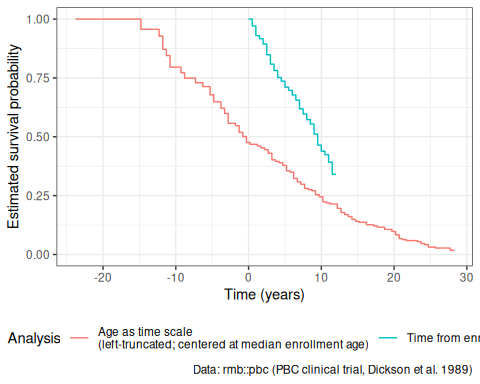 1.00
0.75
0.50
0.25
0.00
Estimated survival probability
-20 -10 0 10 20 30
Time (years)
Analysis
Age as time scale
(left-truncated; centered at median enrollment age)
Time from enr
Data: rmb::pbc (PBC clinical trial, Dickson et al. 1989)